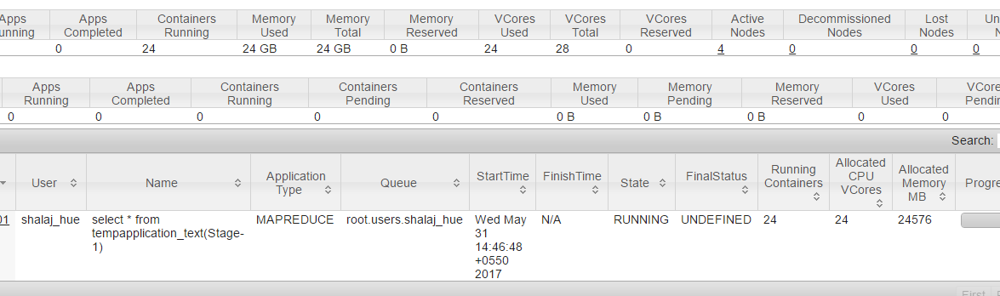 Apps Apps Containers Memory Memory Memory VCores VCores VCores Active Decommissioned Lost
Completed Running Used Total Reserved Used Total Reserved Nodes Nodes Nodes
0 24 24 GB 24 GB 0 B 24 28 0 4 0 0 0
Apps Apps Containers Containers Containers Memory Memory Memory VCores
Running Completed Running Pending Reserved Used Pending Reserved Used Pendin
0 0 0 0 0 0 B 0 B 0 B 0 0
Search:
User Name Application Type Queue StartTime FinishTime State FinalStatus Running Containers Allocated CPU VCores Allocated Memory MB Progre
01 shalaj_hue select * from MAPREDUCE root.users.shalaj_hue Wed May N/A RUNNING UNDEFINED 24 24 24576
tempapplication_text(Stage- 31
1) 14:46:48
+0550
2017
First